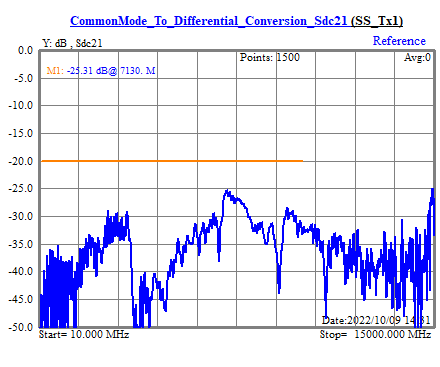 CommonMode_To_Differential_Conversion_Sdc21 (SS_Tx1)
Reference
Y: dB , Sdc21
Points: 1500
Avg:0
M1: -25.31 dB@ 7130. M
0.0
-5.0
-10.0
-15.0
-20.0
-25.0
-30.0
-35.0
-40.0
-45.0
-50.0
Date:2022/10/09 14:31
Start= 10.000 MHz
Stop= 15000.000 MHz